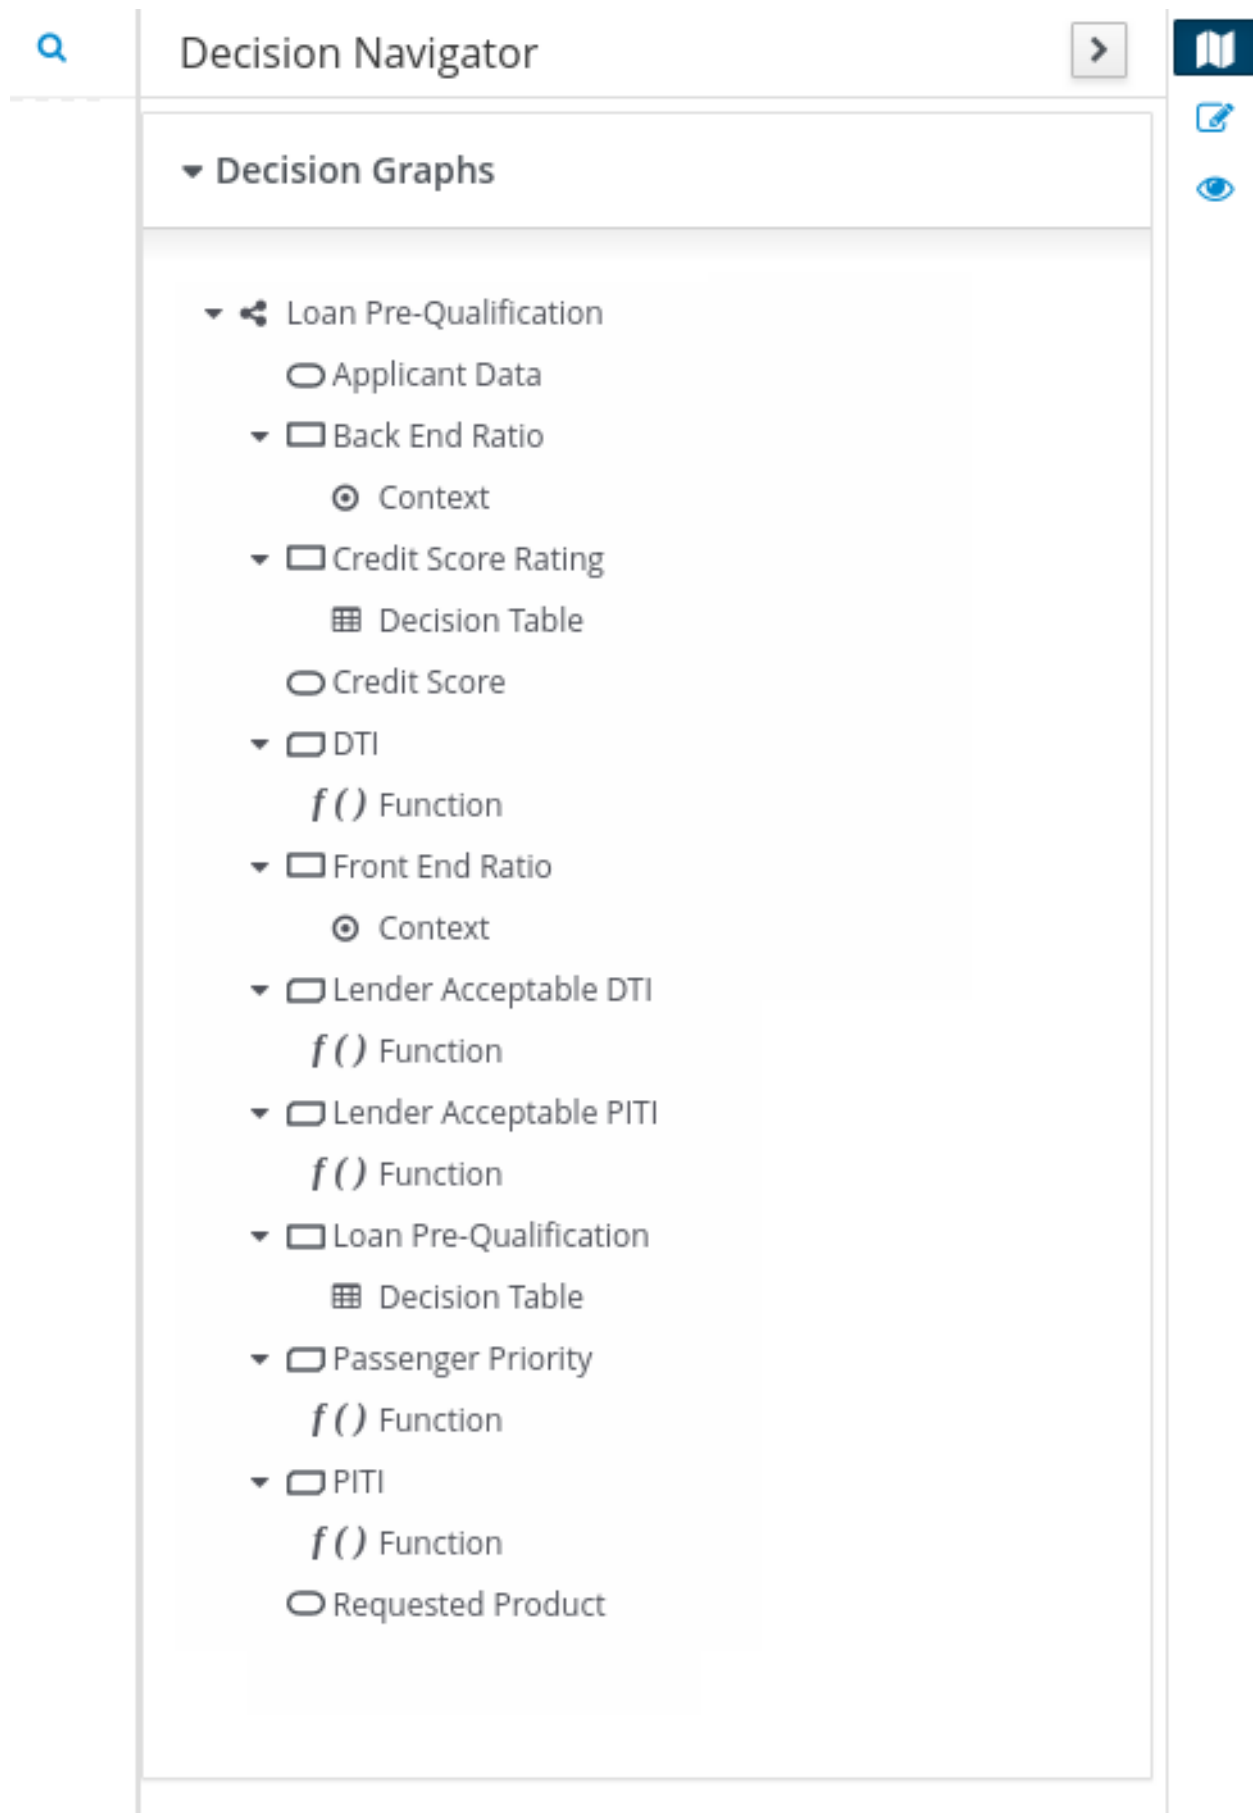 Decision Navigator
Decision Graphs
Loan Pre-Qualification
Applicant Data
Back End Ratio
Context
Credit Score Rating
Decision Table
Credit Score
DTI
f() Function
Front End Ratio
Context
Lender Acceptable DTI
f() Function
Lender Acceptable PITI
f() Function
Loan Pre-Qualification
Decision Table
Passenger Priority
f() Function
PITI
f() Function
Requested Product